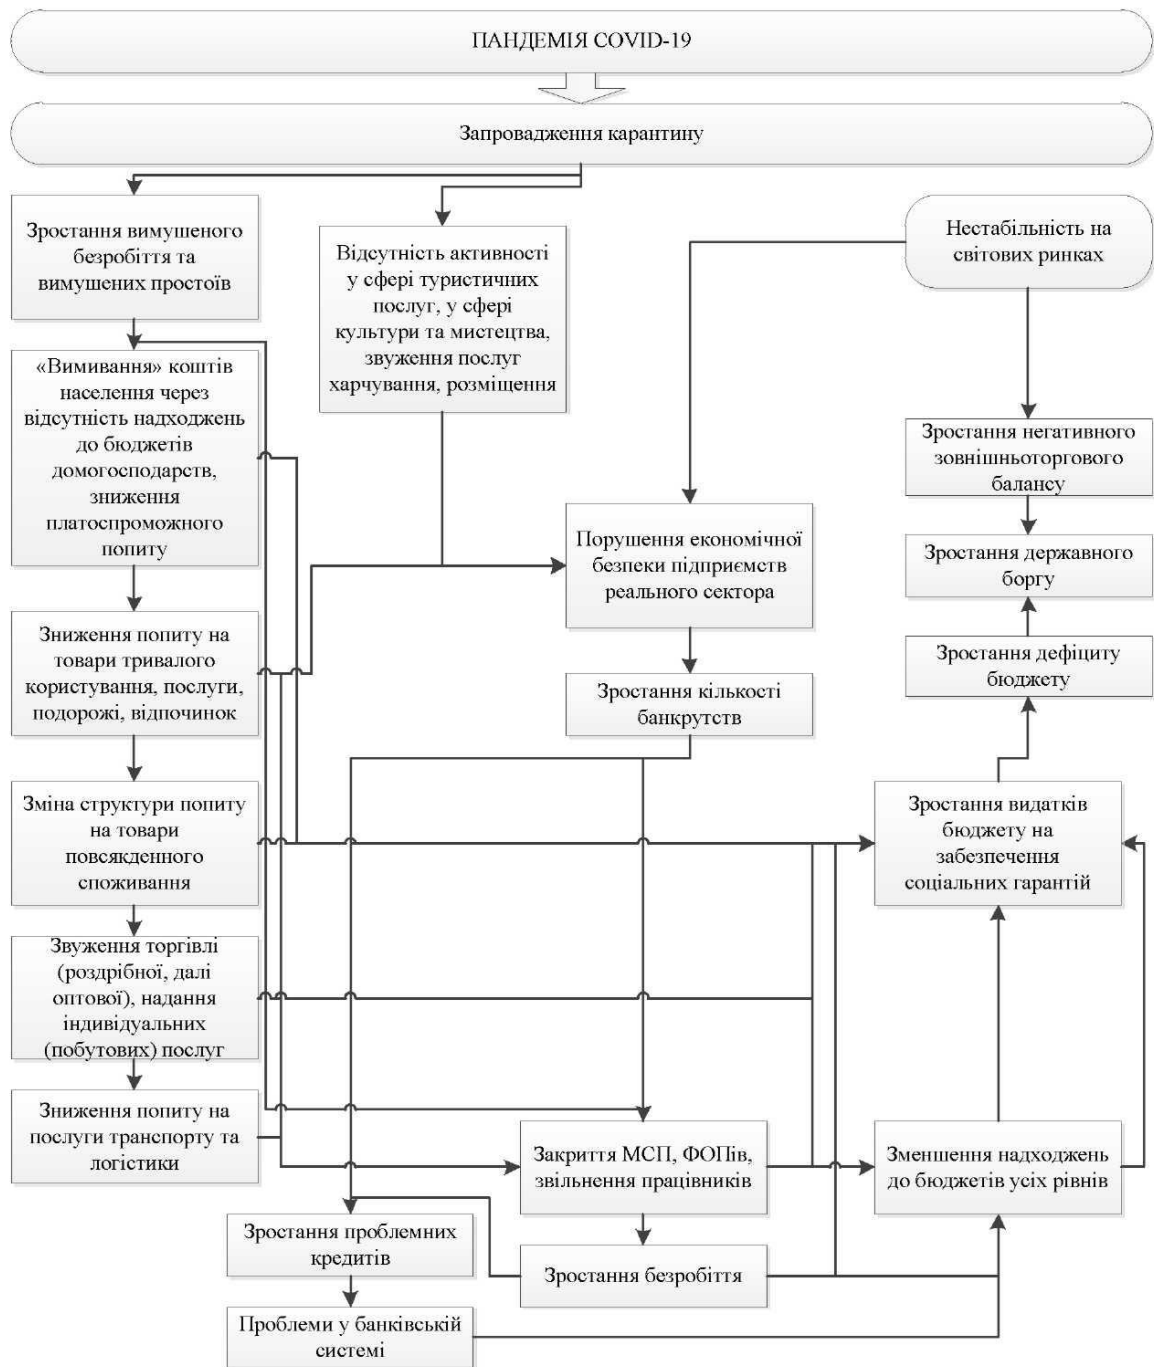 ПАНДЕМІЯ COVID-19
Запровадження карантину
Зростання вимушеного
безробіття та
вимушених простоїв
Відсутність активності
у сфері туристичних
послуг, у сфері
культури та мистецтва,
звуження послуг
харчування, розміщення
Нестабільність на
світових ринках
«Вимивання» коштів
населення через
відсутність надходжень
до бюджетів
домогосподарств,
зниження
платоспроможного
попиту
Зростання негативного
зовнішньоторгового
балансу
Порушення економічної
безпеки підприємств
реального сектора
Зростання державного
боргу
Зниження попиту на
товари тривалого
користування, послуги,
подорожі, відпочинок
Зростання кількості
банкрутств
Зростання дефіциту
бюджету
Зміна структури попиту
на товари
повсякденного
споживання
Зростання видатків
бюджету на
забезпечення
соціальних гарантій
Звуження торгівлі
(роздрібної, далі
оптової), надання
індивідуальних
(побутових) послуг
Зниження попиту на
послуги транспорту та
логістики
Закриття МСП, ФОПів,
звільнення працівників
Зменшення надходжень
до бюджетів усіх рівнів
Зростання проблемних
кредитів
Зростання безробіття
Проблеми у банківській
системі